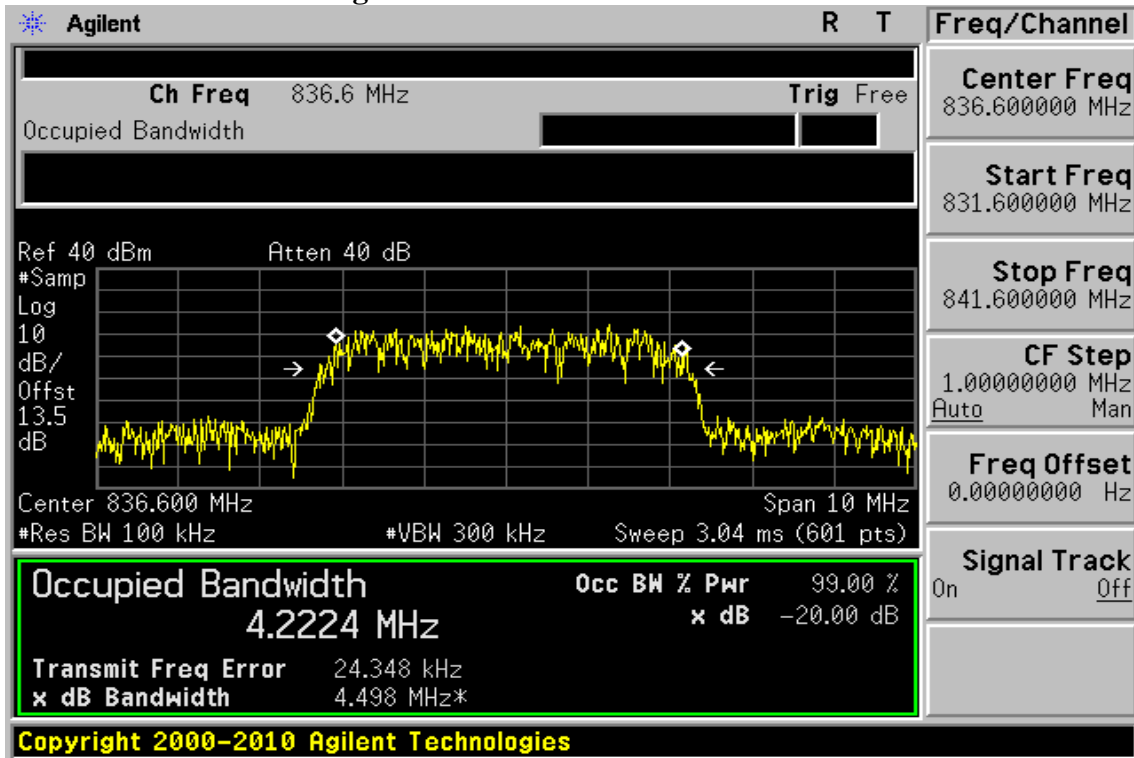 Agilent R T
Ch Freq 836.6 MHz Trig Free
Occupied Bandwidth
Ref 40 dBm Atten 40 dB
#Samp
Log
10
dB/
Offst
13.5
dB
Center 836.600 MHz Span 10 MHz
#Res BW 100 kHz #VBW 300 kHz Sweep 3.04 ms (601 pts)
Occupied Bandwidth Occ BW % Pwr 99.00 %
4.2224 MHz x dB -20.00 dB
Transmit Freq Error 24.348 kHz
x dB Bandwidth 4.498 MHz*
Copyright 2000-2010 Agilent Technologies
Freq/Channel
Center Freq
836.600000 MHz
Start Freq
831.600000 MHz
Stop Freq
841.600000 MHz
CF Step
1.00000000 MHz
Auto Man
Freq Offset
0.00000000 Hz
Signal Track
On Off